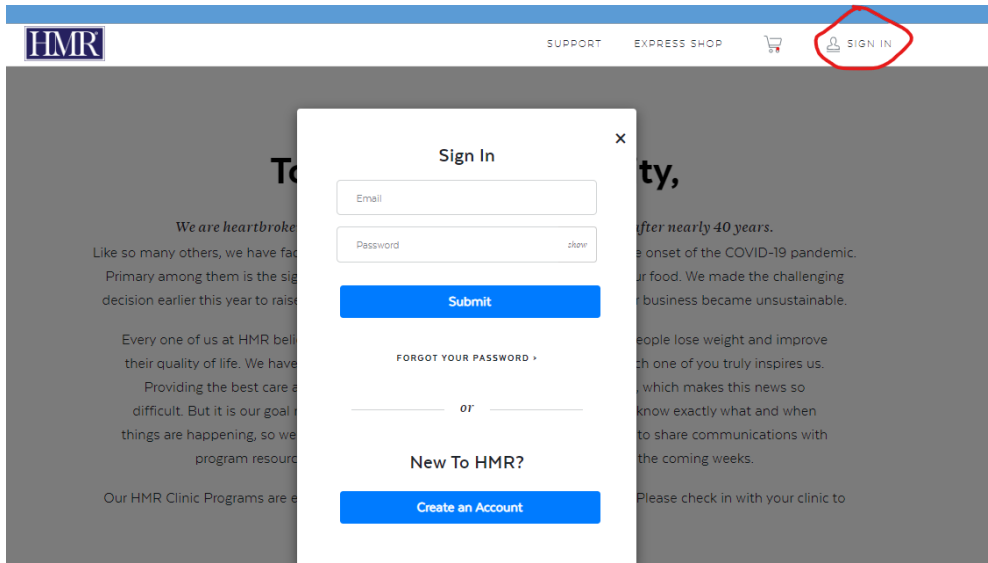 HMR
SUPPORT EXPRESS SHOP SIGN IN
Sign In
Email
Password show
Submit
FORGOT YOUR PASSWORD ›
or
New To HMR?
Create an Account
To ty,
We are heartbroke fter nearly 40 years.
Like so many others, we have fac e onset of the COVID-19 pandemic.
Primary among them is the sig ur food. We made the challenging
decision earlier this year to raise business became unsustainable.
Every one of us at HMR beli eople lose weight and improve
their quality of life. We have ch one of you truly inspires us.
Providing the best care a , which makes this news so
difficult. But it is our goal know exactly what and when
things are happening, so we to share communications with
program resourc the coming weeks.
Our HMR Clinic Programs are e Please check in with your clinic to